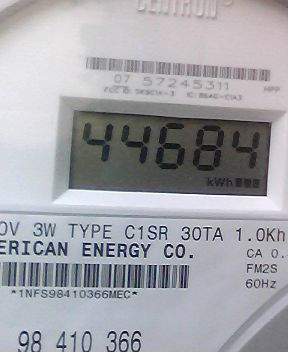 CENTRON®
07 57245311
HPP
44684
kWh
0V 3W TYPE C1SR 30TA 1.0Kh
ERICAN ENERGY CO.
CA 0.
FM2S
60Hz
*1NFS98410366MEC*
98 410 366